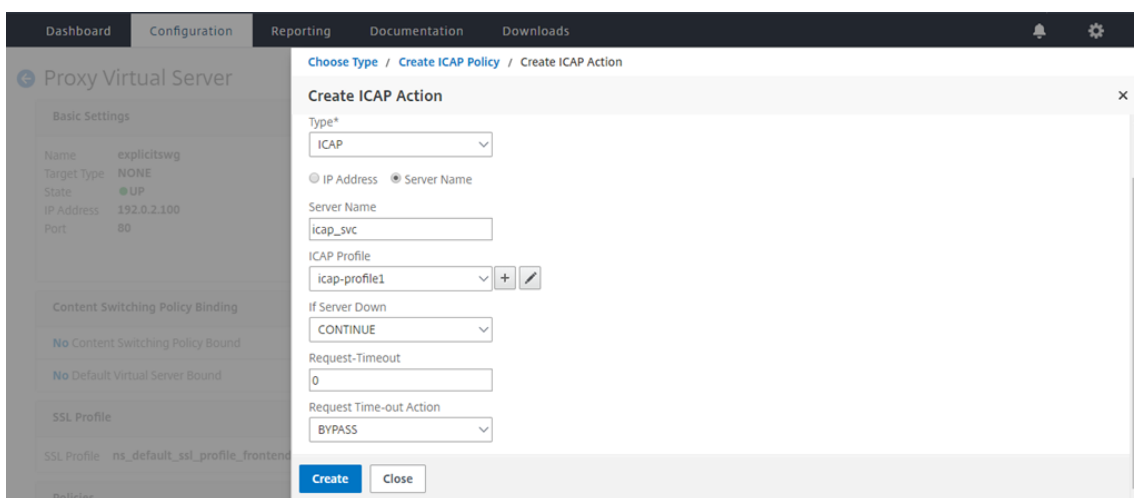 Dashboard Configuration Reporting Documentation Downloads
Proxy Virtual Server
Basic Settings
Name explicitswg
Target Type NONE
State UP
IP Address 192.0.2.100
Port 80
Content Switching Policy Binding
No Content Switching Policy Bound
No Default Virtual Server Bound
SSL Profile
SSL Profile ns_default_ssl_profile_frontend
Policies
Choose Type / Create ICAP Policy / Create ICAP Action
Create ICAP Action
Type*
ICAP
IP Address Server Name
Server Name
icap_svc
ICAP Profile
icap-profile1
If Server Down
CONTINUE
Request-Timeout
0
Request Time-out Action
BYPASS
Create Close